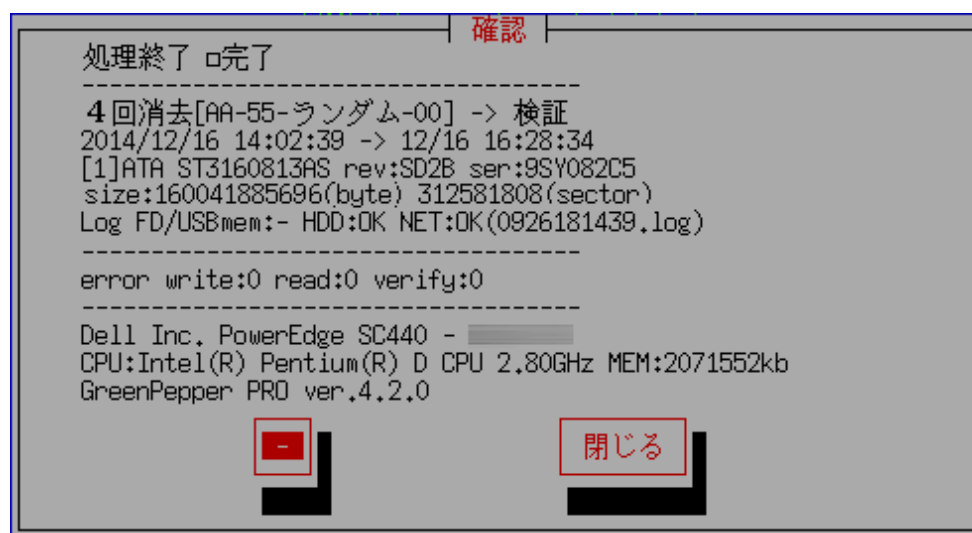 確認
処理終了 □完了
-----------------------------------
4回消去[AA-55-ランダム-00] -> 検証
2014/12/16 14:02:39 -> 12/16 16:28:34
[1]ATA ST3160813AS rev:SD2B ser:9SY082C5
size:160041885696(byte) 312581808(sector)
Log FD/USBmem:- HDD:OK NET:OK(0926181439.log)
-----------------------------------
error write:0 read:0 verify:0
-----------------------------------
Dell Inc. PowerEdge SC440 -
CPU:Intel(R) Pentium(R) D CPU 2.80GHz MEM:2071552kb
GreenPepper PRO ver.4.2.0
- 閉じる